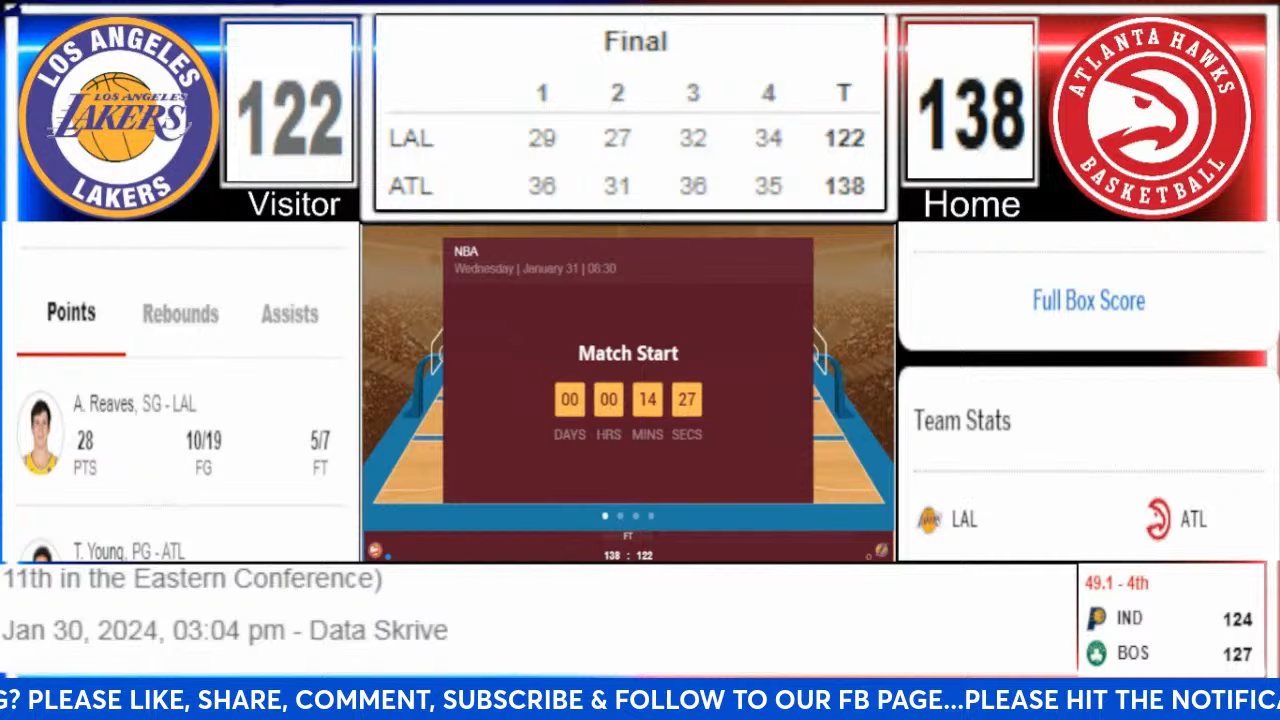 LOS ANGELES
LOS ANGELES
LAKERS
LAKERS
122
Visitor
Final
1 2 3 4 T
LAL 29 27 32 34 122
ATL 36 31 36 35 138
138
Home
ATLANTA HAWKS
BASKETBALL
Points Rebounds Assists
A. Reaves, SG - LAL
28 10/19 5/7
PTS FG FT
T. Young, PG - ATL
NBA
Wednesday | January 31 | 08:30
Match Start
00 00 14 27
DAYS HRS MINS SECS
FT
138 : 122
Full Box Score
Team Stats
LAL ATL
11th in the Eastern Conference)
Jan 30, 2024, 03:04 pm - Data Skrive
49.1 - 4th
IND 124
BOS 127
G? PLEASE LIKE, SHARE, COMMENT, SUBSCRIBE & FOLLOW TO OUR FB PAGE...PLEASE HIT THE NOTIFICA